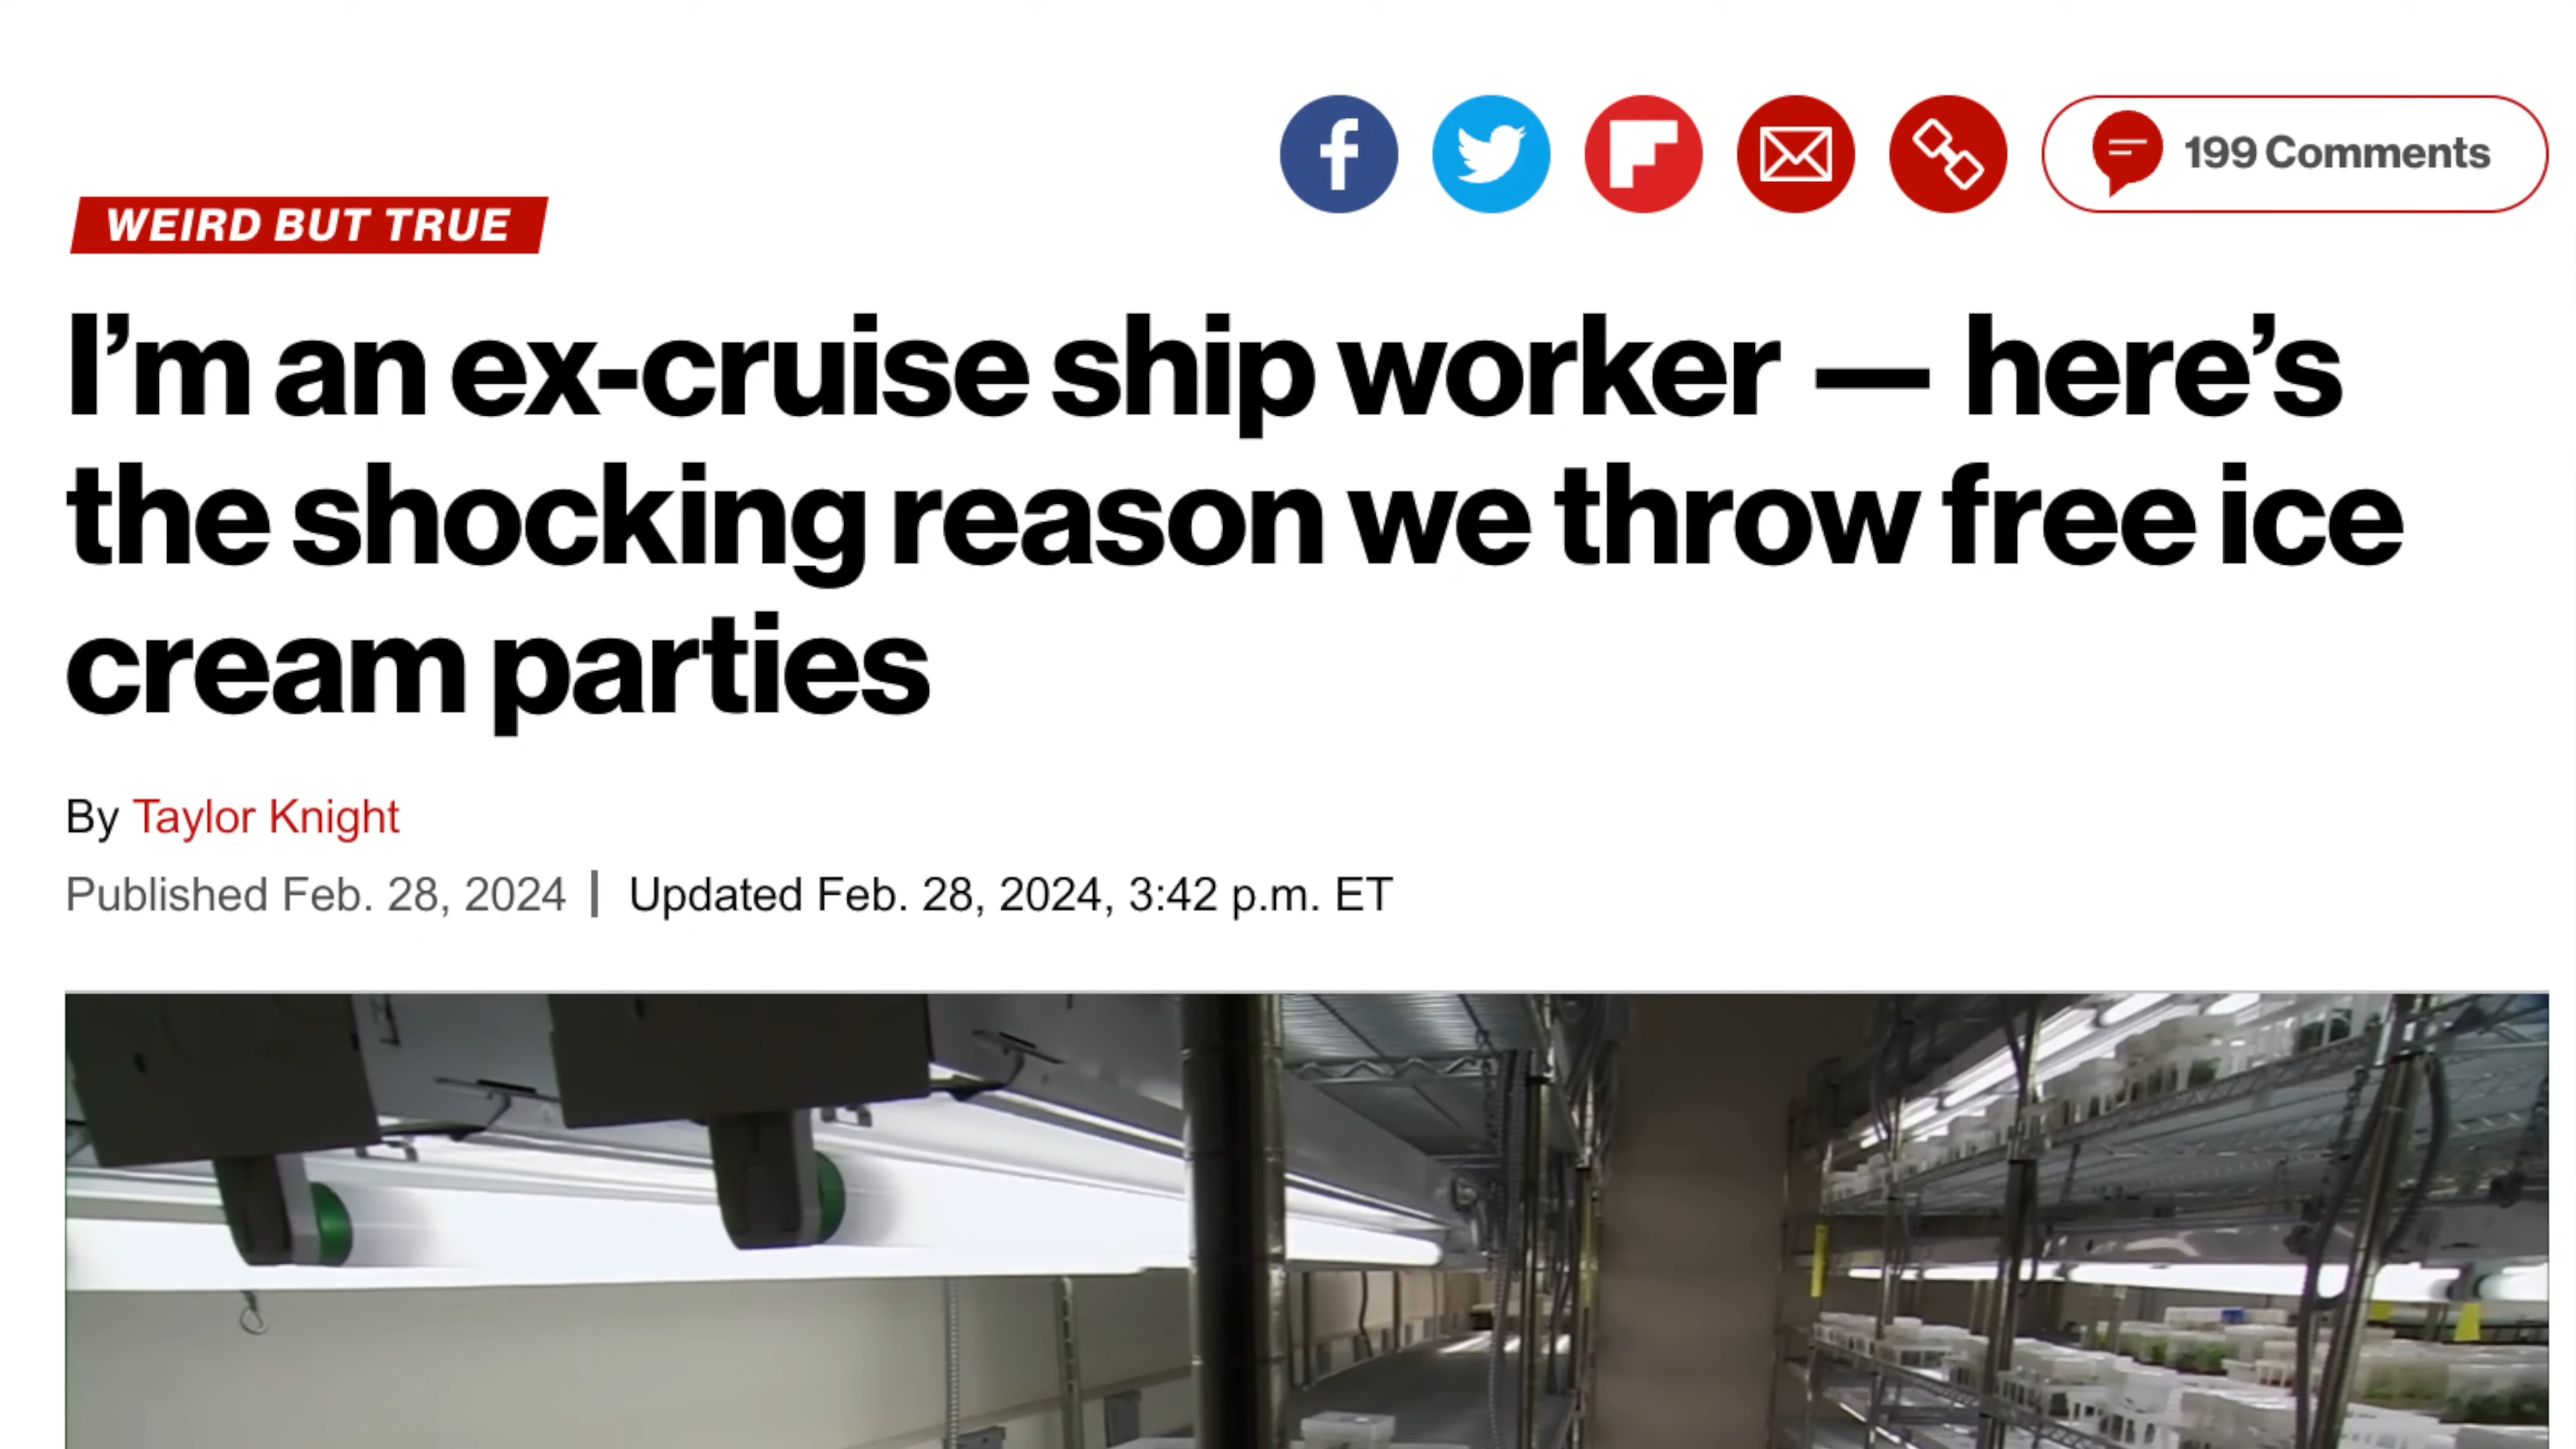 199 Comments
WEIRD BUT TRUE
I’m an ex-cruise ship worker — here’s
the shocking reason we throw free ice
cream parties
By Taylor Knight
Published Feb. 28, 2024 | Updated Feb. 28, 2024, 3:42 p.m. ET